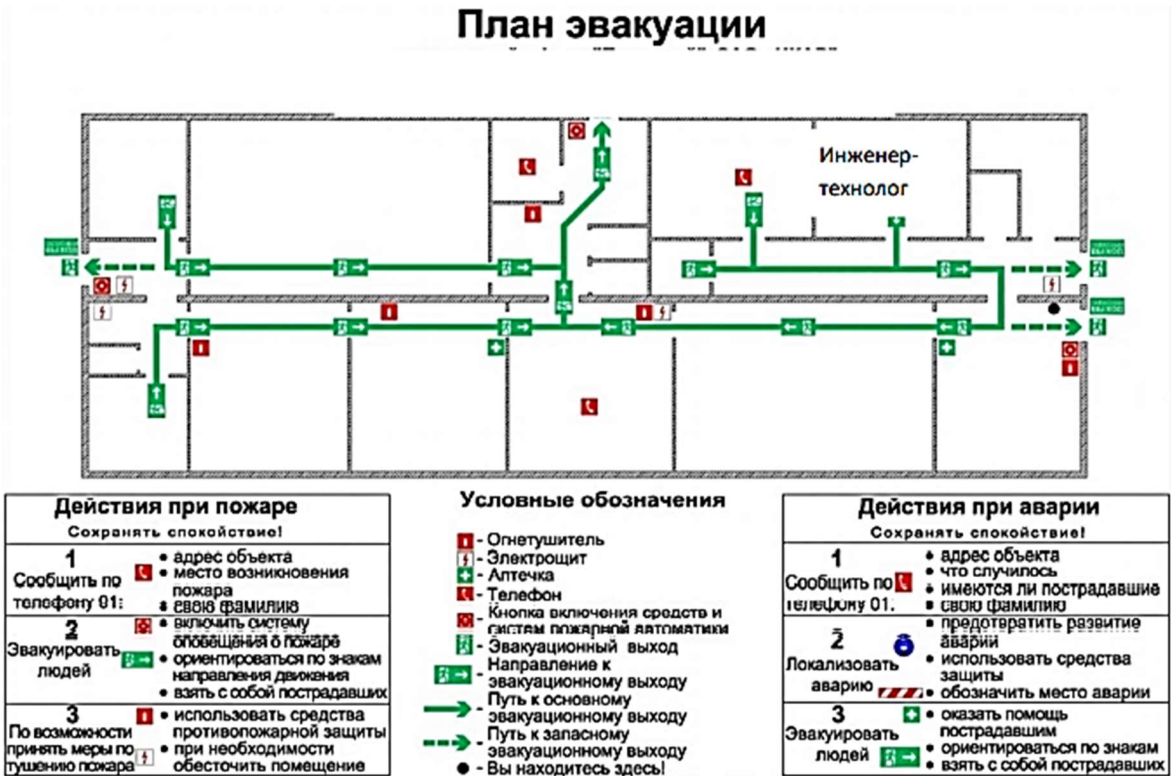 План эвакуации
Инженер-
технолог
Действия при пожаре
Сохранять спокойствие!
1
Сообщить по
телефону 01:
• адрес объекта
• место возникновения
пожара
• свою фамилию
2
Эвакуировать
людей
• включить систему
оповещения о пожаре
• ориентироваться по знакам
направления движения
• взять с собой пострадавших
3
По возможности
принять меры по
тушению пожара
• использовать средства
противопожарной защиты
• при необходимости
обесточить помещение
Условные обозначения
- Огнетушитель
- Электрощит
- Аптечка
- Телефон
- Кнопка включения средств и
систем пожарной автоматики
- Эвакуационный выход
- Направление к
эвакуационному выходу
- Путь к основному
эвакуационному выходу
- Путь к запасному
эвакуационному выходу
- Вы находитесь здесь!
Действия при аварии
Сохранять спокойствие!
1
Сообщить по
телефону 01:
• адрес объекта
• что случилось
• имеются ли пострадавшие
• свою фамилию
2
Локализовать
аварию
• предотвратить развитие
аварии
• использовать средства
защиты
• обозначить место аварии
3
Эвакуировать
людей
• оказать помощь
пострадавшим
• ориентироваться по знакам
• взять с собой пострадавших